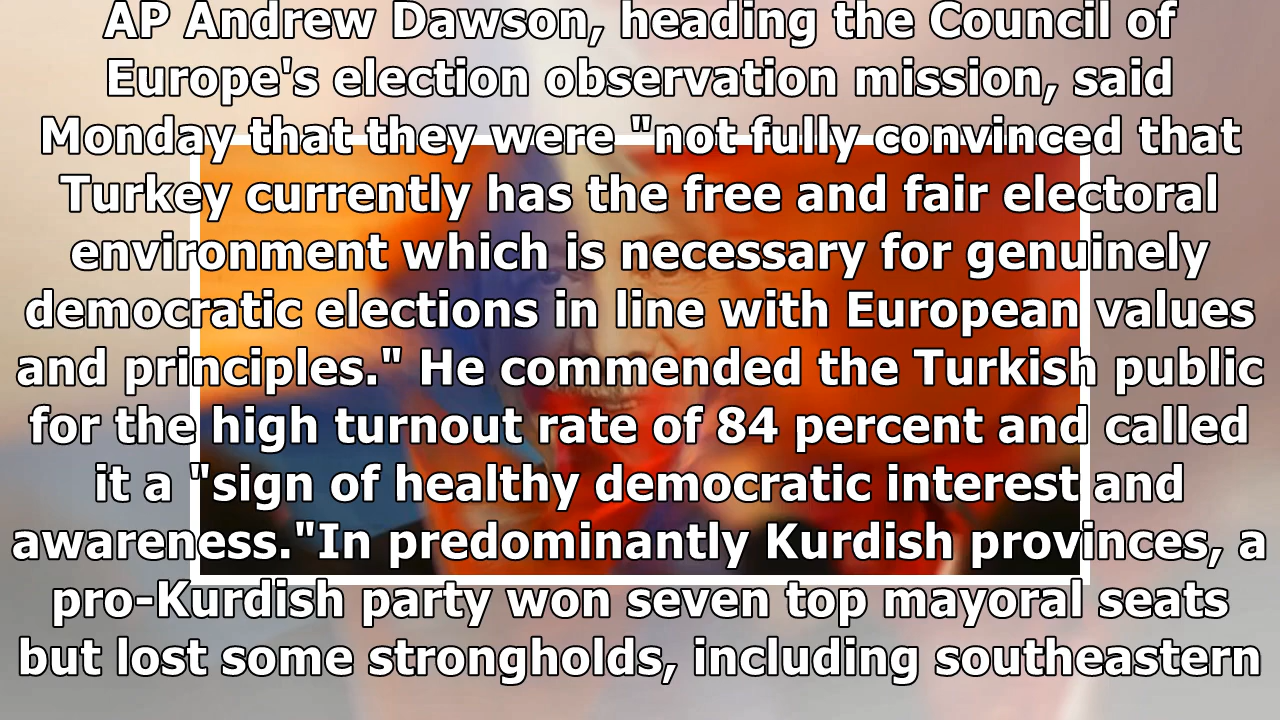 AP Andrew Dawson, heading the Council of
Europe's election observation mission, said
Monday that they were "not fully convinced that
Turkey currently has the free and fair electoral
environment which is necessary for genuinely
democratic elections in line with European values
and principles." He commended the Turkish public
for the high turnout rate of 84 percent and called
it a "sign of healthy democratic interest and
awareness."In predominantly Kurdish provinces, a
pro-Kurdish party won seven top mayoral seats
but lost some strongholds, including southeastern